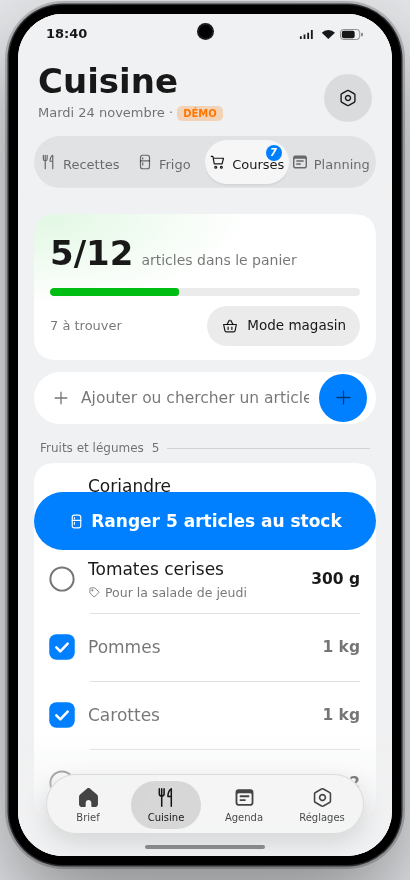 18:40
Cuisine
Mardi 24 novembre · DÉMO
Recettes Frigo Courses 7 Planning
5/12 articles dans le panier
7 à trouver Mode magasin
Ajouter ou chercher un article
Fruits et légumes 5
Coriandre
Ranger 5 articles au stock
Tomates cerises 300 g
Pour la salade de jeudi
Pommes 1 kg
Carottes 1 kg
Brief Cuisine Agenda Réglages